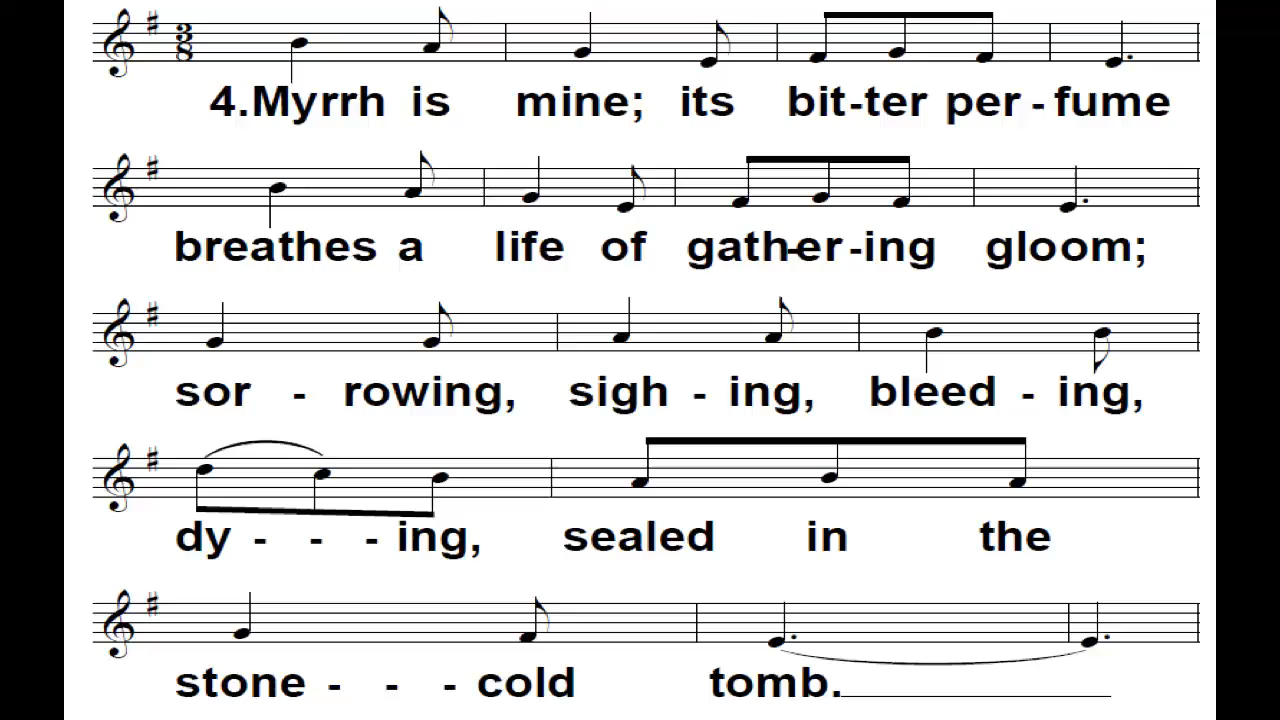 4.Myrrh is mine; its bit-ter per-fume
breathes a life of gath-er-ing gloom;
sor - rowing, sigh - ing, bleed - ing,
dy - - - ing, sealed in the
stone - - - cold tomb.